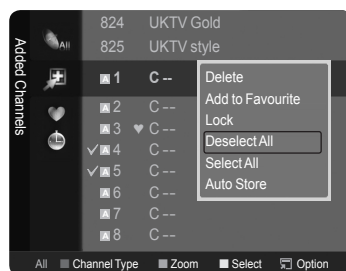 Added Channels
All
824 UKTV Gold
825 UKTV style
A 1 C --
A 2 C --
A 3 ♥ C --
✓ A 4 C --
✓ A 5 C --
A 6 C --
A 7 C --
A 8 C --
Delete
Add to Favourite
Lock
Deselect All
Select All
Auto Store
All Channel Type Zoom Select Option